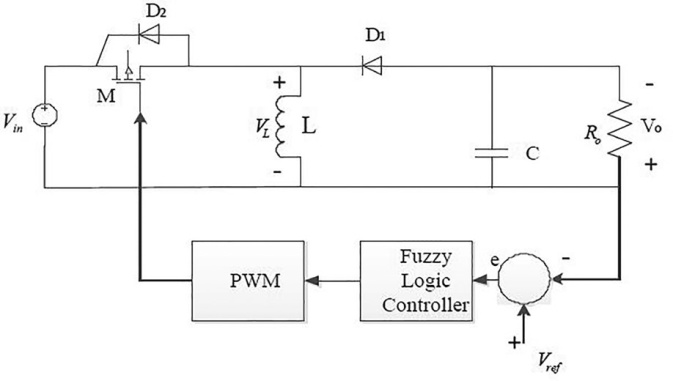 D2
D1
M
+
Vin
VL
L
-
C
-
Ro
Vo
+
PWM
Fuzzy
Logic
Controller
e
-
+
Vref